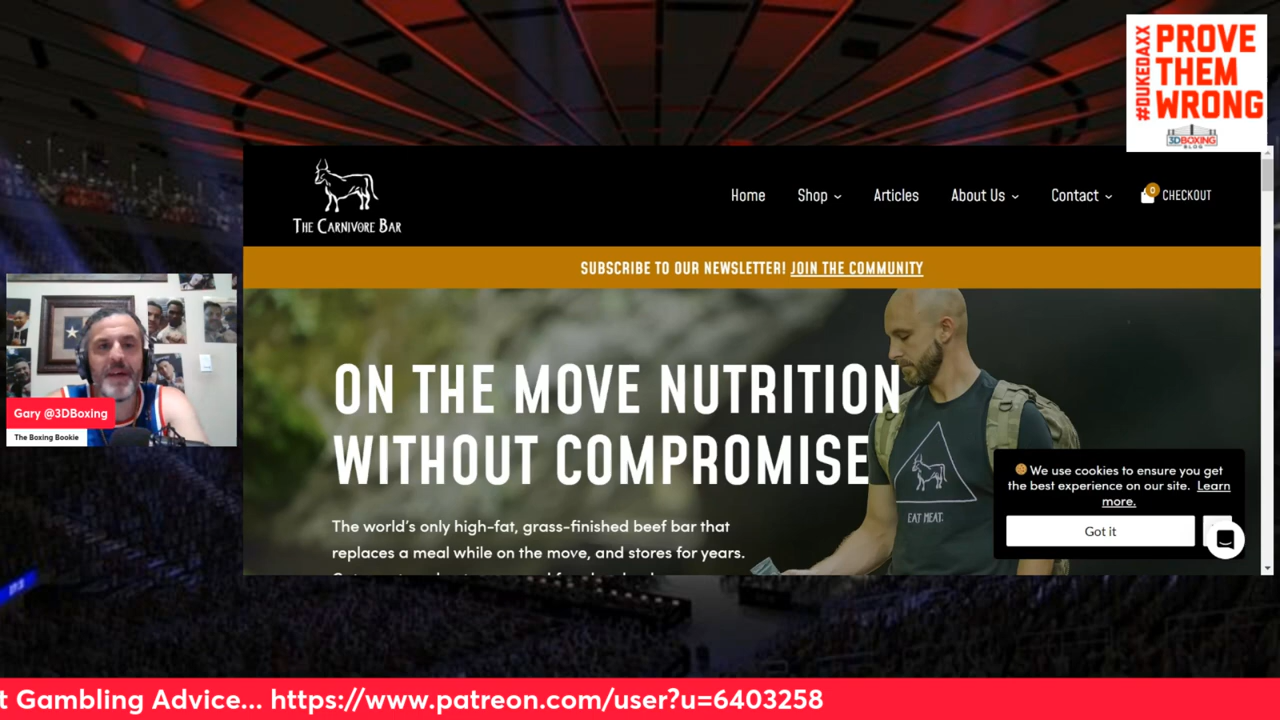 #DUKEDAXX
PROVE
THEM
WRONG
3DBOXING
BLOG
THE CARNIVORE BAR
Home
Shop
Articles
About Us
Contact
0
CHECKOUT
SUBSCRIBE TO OUR NEWSLETTER! JOIN THE COMMUNITY
ON THE MOVE NUTRITION
WITHOUT COMPROMISE
The world's only high-fat, grass-finished beef bar that
replaces a meal while on the move, and stores for years.
EAT MEAT.
We use cookies to ensure you get
the best experience on our site. Learn
more.
Got it
Gary @3DBoxing
The Boxing Bookie
t Gambling Advice... https://www.patreon.com/user?u=6403258